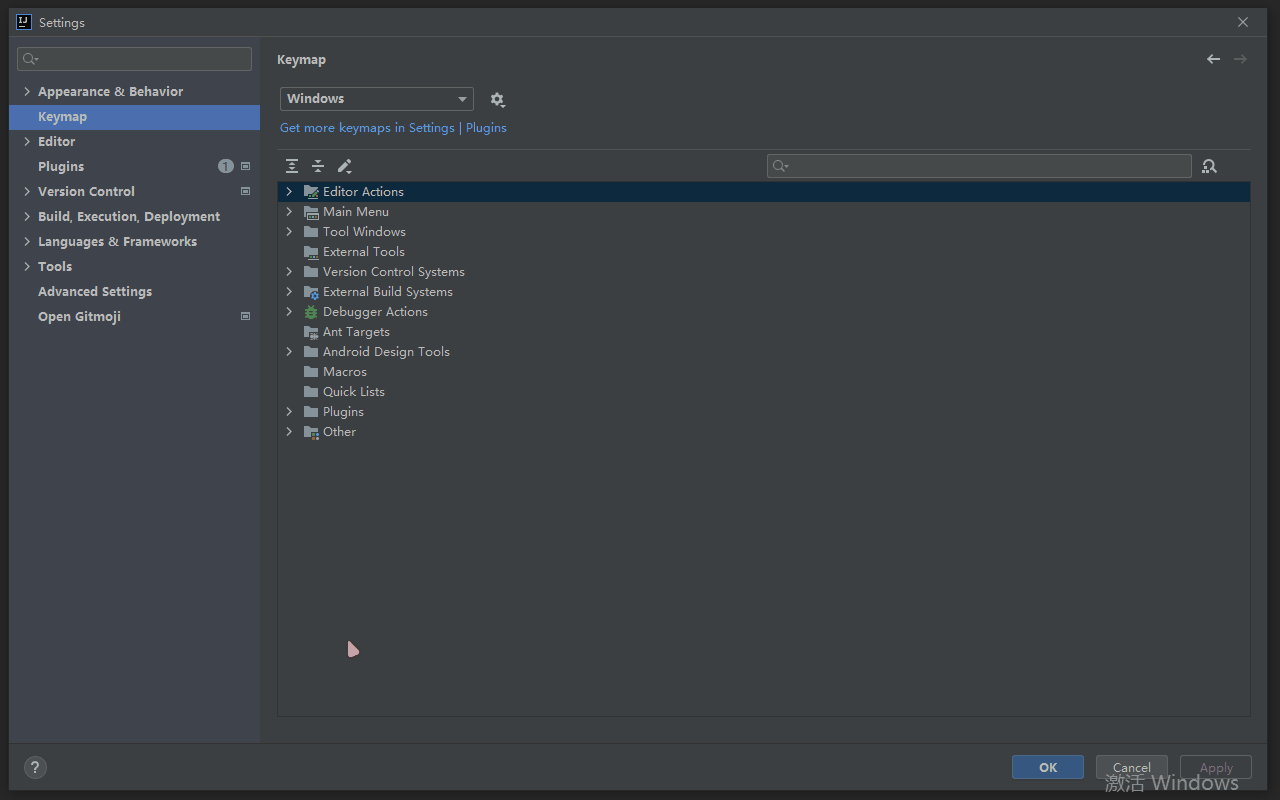 Settings
Appearance & Behavior
Keymap
Editor
Plugins
1
Version Control
Build, Execution, Deployment
Languages & Frameworks
Tools
Advanced Settings
Open Gitmoji
Keymap
Windows
Get more keymaps in Settings | Plugins
Editor Actions
Main Menu
Tool Windows
External Tools
Version Control Systems
External Build Systems
Debugger Actions
Ant Targets
Android Design Tools
Macros
Quick Lists
Plugins
Other
?
OK
Cancel
Apply
激活 Windows